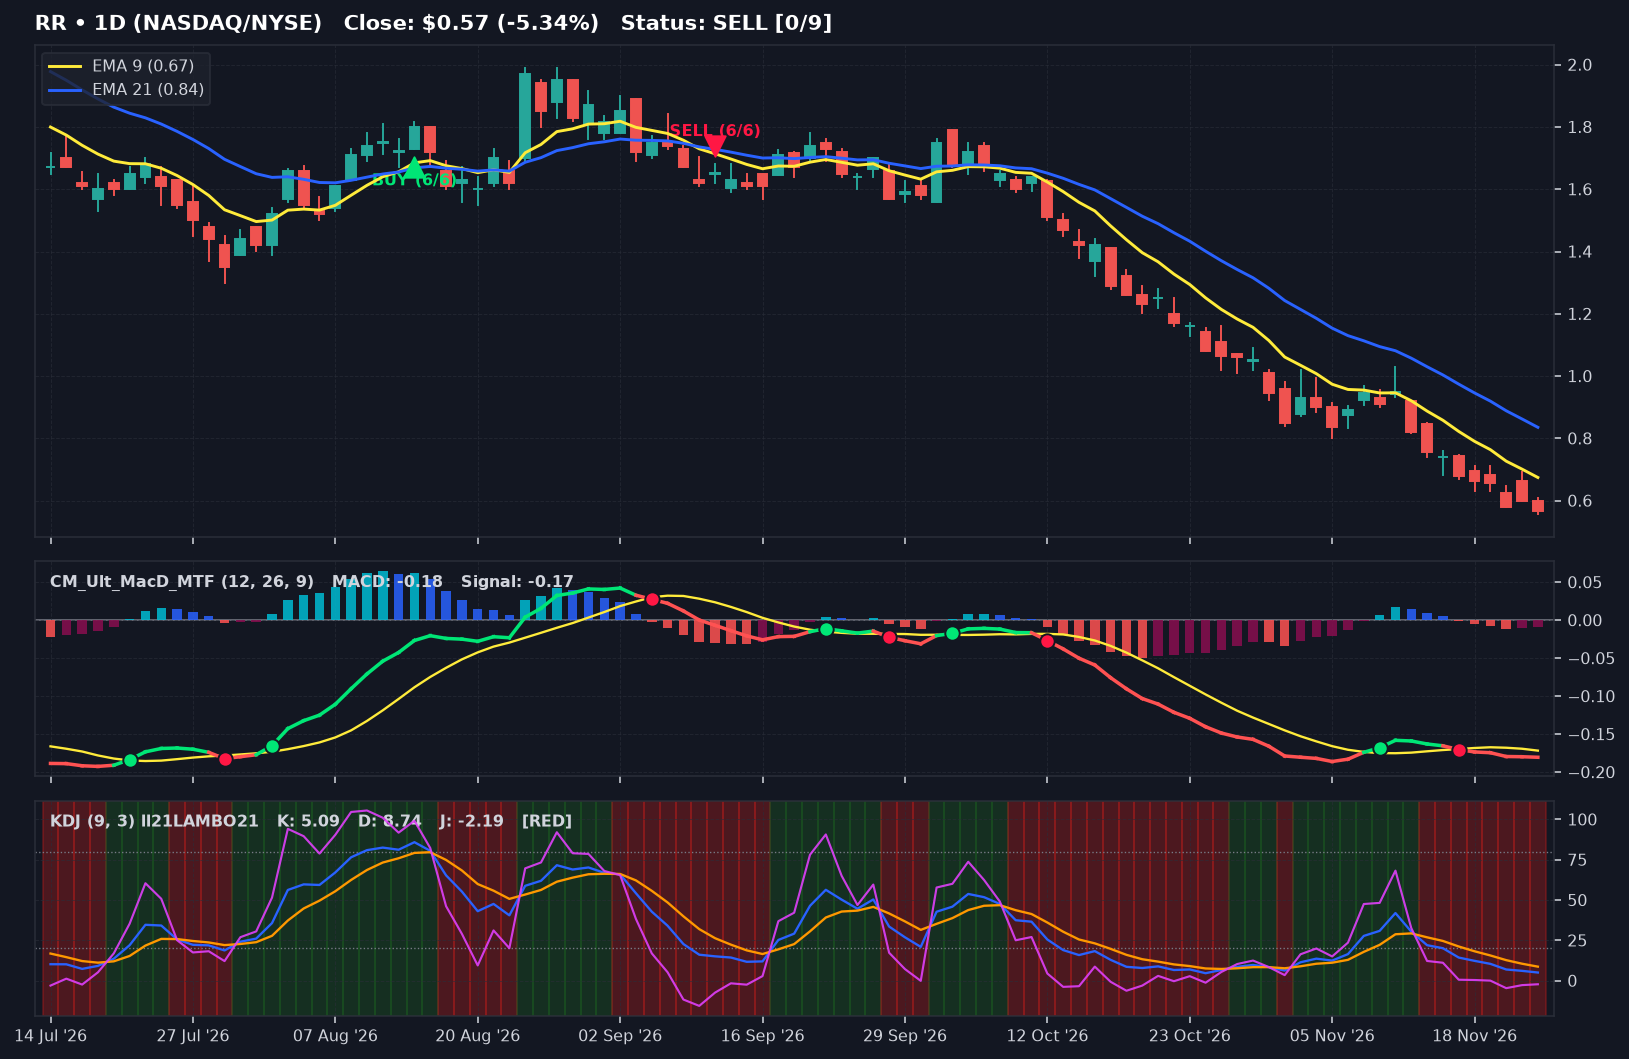 RR • 1D (NASDAQ/NYSE)   Close: $0.57 (-5.34%)   Status: SELL [0/9]
EMA 9 (0.67)
EMA 21 (0.84)
2.0
1.8
1.6
1.4
1.2
1.0
0.8
0.6
BUY (6/6)
SELL (6/6)
CM_Ult_MacD_MTF (12, 26, 9)   MACD: -0.18   Signal: -0.17
0.05
0.00
−0.05
−0.10
−0.15
−0.20
KDJ (9, 3) ll21LAMBO21   K: 5.09   D: 8.74   J: -2.19   [RED]
100
75
50
25
0
14 Jul '26
27 Jul '26
07 Aug '26
20 Aug '26
02 Sep '26
16 Sep '26
29 Sep '26
12 Oct '26
23 Oct '26
05 Nov '26
18 Nov '26